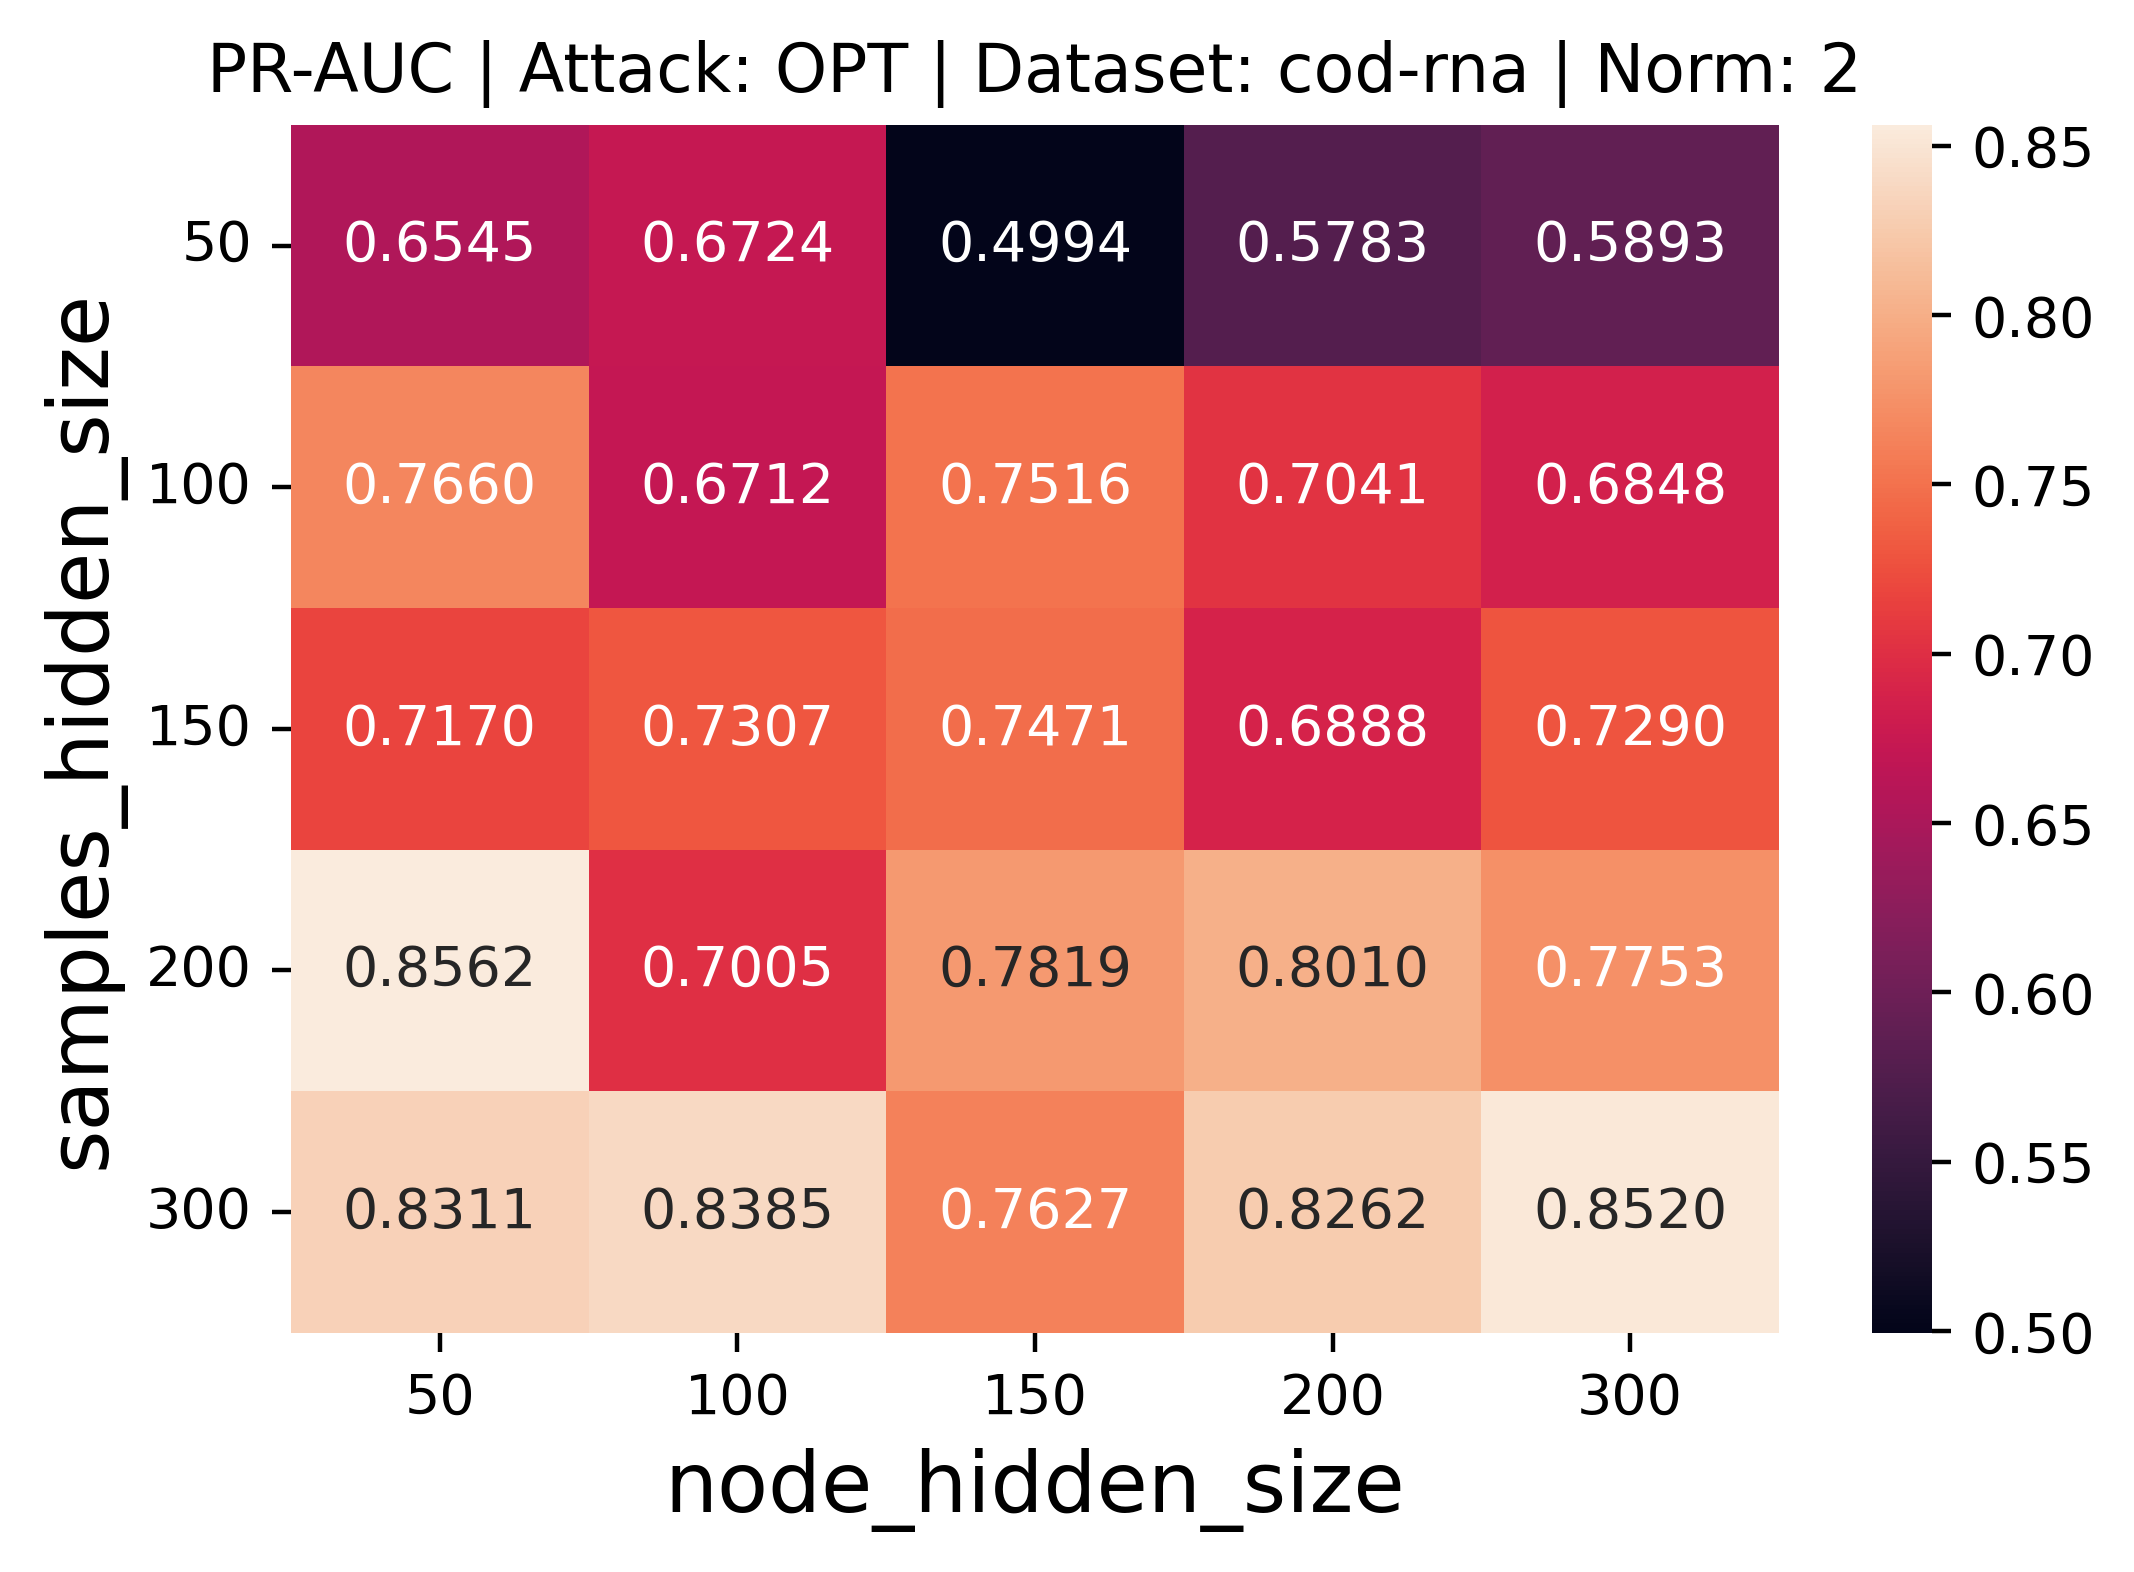 PR-AUC | Attack: OPT | Dataset: cod-rna | Norm: 2
samples_hidden_size
50 0.6545 0.6724 0.4994 0.5783 0.5893
100 0.7660 0.6712 0.7516 0.7041 0.6848
150 0.7170 0.7307 0.7471 0.6888 0.7290
200 0.8562 0.7005 0.7819 0.8010 0.7753
300 0.8311 0.8385 0.7627 0.8262 0.8520
50 100 150 200 300
node_hidden_size
0.85
0.80
0.75
0.70
0.65
0.60
0.55
0.50